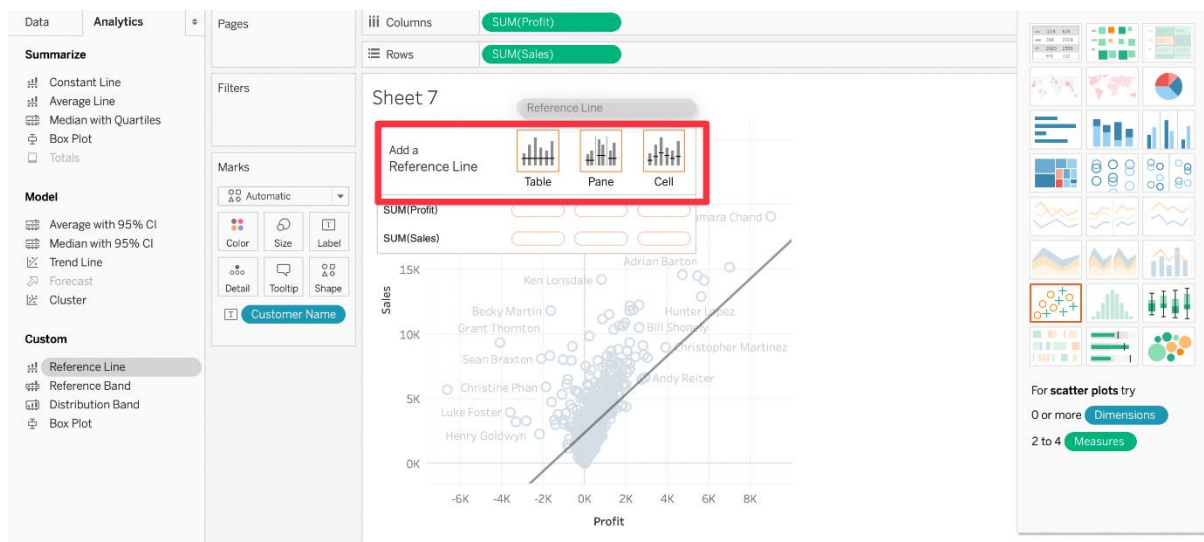 Data
Analytics
Pages
Columns
SUM(Profit)
Rows
SUM(Sales)
Summarize
Constant Line
Average Line
Median with Quartiles
Box Plot
Totals
Model
Average with 95% CI
Median with 95% CI
Trend Line
Forecast
Cluster
Custom
Reference Line
Reference Band
Distribution Band
Box Plot
Filters
Marks
Automatic
Color
Size
Label
Detail
Tooltip
Shape
Customer Name
Sheet 7
Reference Line
Add a
Reference Line
Table
Pane
Cell
SUM(Profit)
SUM(Sales)
amara Chand
Adrian Barton
15K
Ken Lonsdale
Sales
Becky Martin
Hunter Lopez
Grant Thornton
Bill Shonely
10K
Christopher Martinez
Sean Braxton
Andy Reiter
Christine Phan
5K
Luke Foster
Henry Goldwyn
0K
-6K
-4K
-2K
0K
2K
4K
6K
8K
Profit
For scatter plots try
0 or more Dimensions
2 to 4 Measures